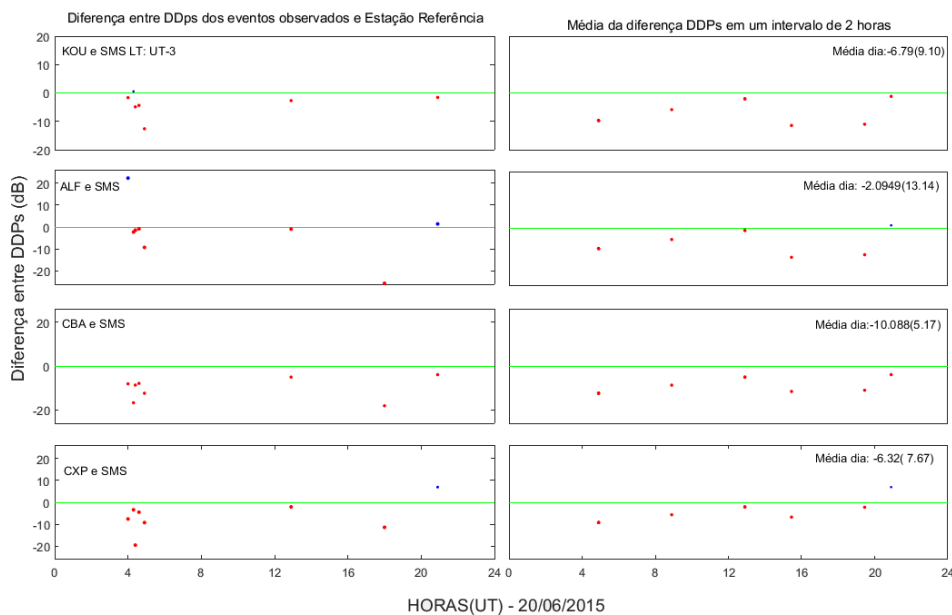 Diferença entre DDps dos eventos observados e Estação Referência
Média da diferença DDPs em um intervalo de 2 horas
Diferença entre DDPs (dB)
20
10
0
-10
-20
KOU e SMS LT: UT-3
Média dia:-6.79(9.10)
20
10
0
-10
-20
ALF e SMS
Média dia: -2.0949(13.14)
20
0
-20
CBA e SMS
Média dia:-10.088(5.17)
20
10
0
-10
-20
CXP e SMS
Média dia: -6.32( 7.67)
0 4 8 12 16 20 24
0 4 8 12 16 20 24
HORAS(UT) - 20/06/2015